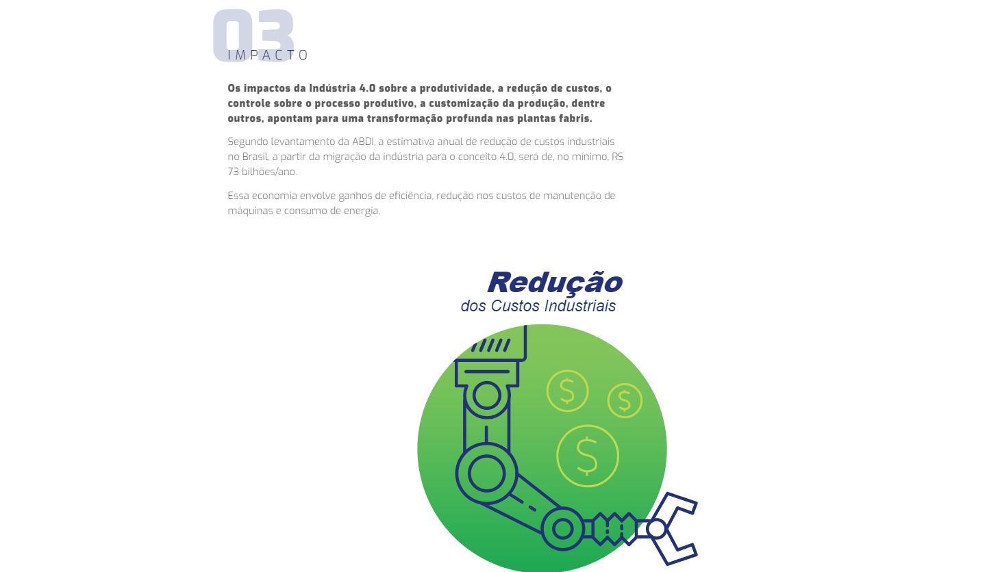 03
IMPACTO
Os impactos da Indústria 4.0 sobre a produtividade, a redução de custos, o
controle sobre o processo produtivo, a customização da produção, dentre
outros, apontam para uma transformação profunda nas plantas fabris.
Segundo levantamento da ABDI, a estimativa anual de redução de custos industriais
no Brasil, a partir da migração da indústria para o conceito 4.0, será de, no mínimo, R$
73 bilhões/ano.
Essa economia envolve ganhos de eficiência, redução nos custos de manutenção de
máquinas e consumo de energia.
Redução
dos Custos Industriais
$ $
$